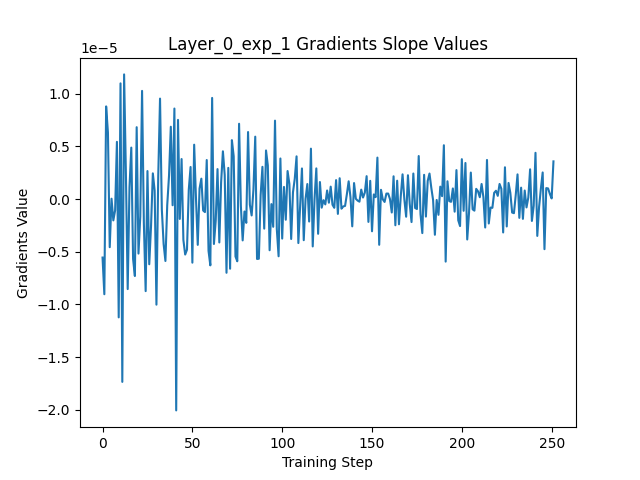 Layer_0_exp_1 Gradients Slope Values
1e−5
1.0
0.5
0.0
−0.5
−1.0
−1.5
−2.0
Gradients Value
0 50 100 150 200 250
Training Step